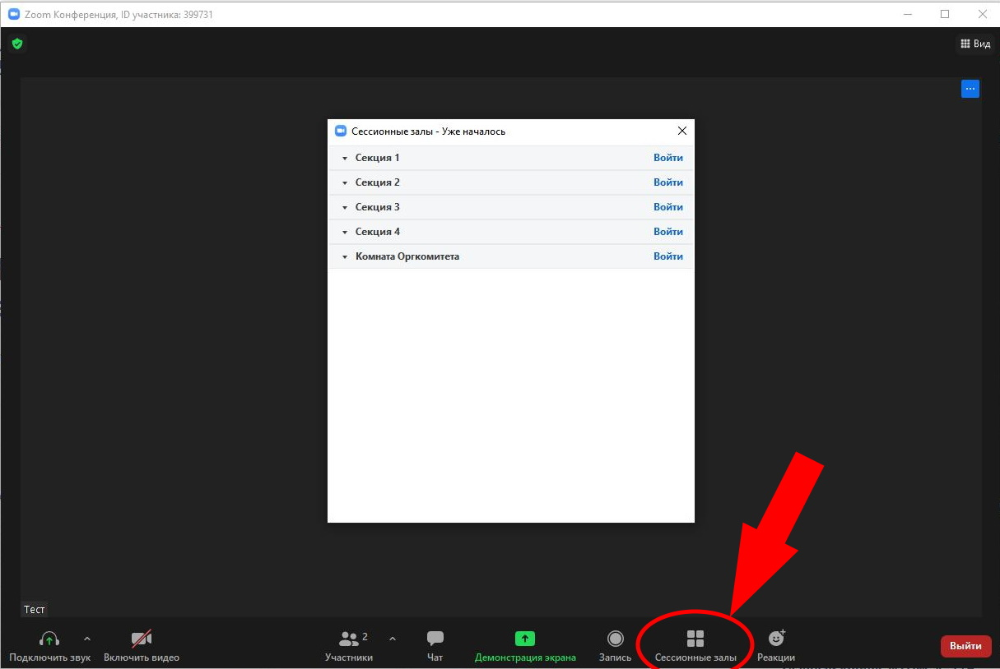 Zoom Конференция, ID участника: 399731
Вид
Сессионные залы - Уже началось
Секция 1 Войти
Секция 2 Войти
Секция 3 Войти
Секция 4 Войти
Комната Оргкомитета Войти
Тест
2
Подключить звук Включить видео Участники Чат Демонстрация экрана Запись Сессионные залы Реакции Выйти